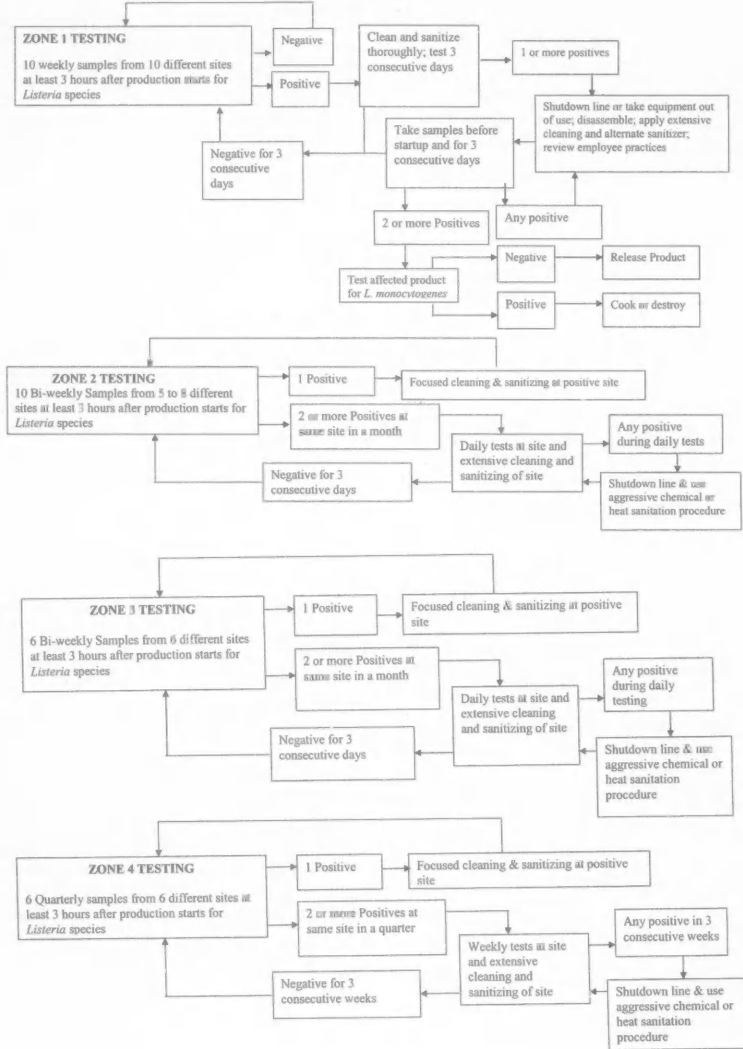 ZONE 1 TESTING
10 weekly samples from 10 different sites
at least 3 hours after production starts for
Listeria species
Negative
Positive
Clean and sanitize
thoroughly; test 3
consecutive days
1 or more positives
Shutdown line or take equipment out
of use; disassemble; apply extensive
cleaning and alternate sanitizer;
review employee practices
Take samples before
startup and for 3
consecutive days
Negative for 3
consecutive
days
Any positive
2 or more Positives
Test affected product
for L. monocytogenes
Negative
Release Product
Positive
Cook or destroy
ZONE 2 TESTING
10 Bi-weekly Samples from 5 to 8 different
sites at least 3 hours after production starts for
Listeria species
1 Positive
Focused cleaning & sanitizing at positive site
2 or more Positives at
same site in a month
Daily tests at site and
extensive cleaning and
sanitizing of site
Any positive
during daily tests
Shutdown line & use
aggressive chemical or
heat sanitation procedure
Negative for 3
consecutive days
ZONE 3 TESTING
6 Bi-weekly Samples from 6 different sites
at least 3 hours after production starts for
Listeria species
1 Positive
Focused cleaning & sanitizing at positive
site
2 or more Positives at
same site in a month
Daily tests at site and
extensive cleaning
and sanitizing of site
Any positive
during daily
testing
Shutdown line & use
aggressive chemical or
heat sanitation
procedure
Negative for 3
consecutive days
ZONE 4 TESTING
6 Quarterly samples from 6 different sites at
least 3 hours after production starts for
Listeria species
1 Positive
Focused cleaning & sanitizing at positive
site
2 or more Positives at
same site in a quarter
Weekly tests at site
and extensive
cleaning and
sanitizing of site
Any positive in 3
consecutive weeks
Shutdown line & use
aggressive chemical or
heat sanitation
procedure
Negative for 3
consecutive weeks